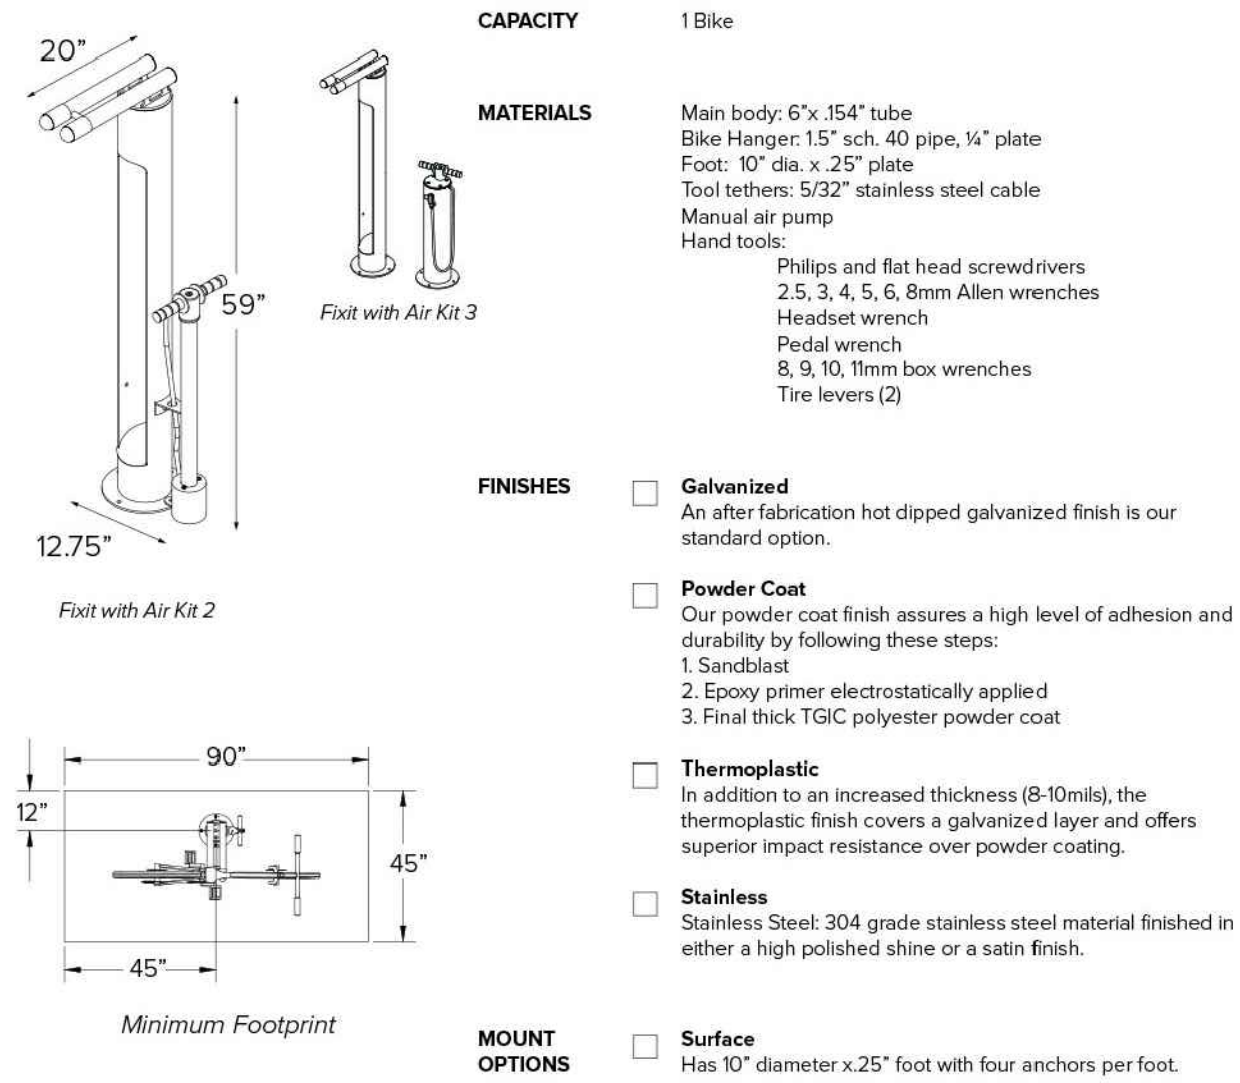 20”
59”
12.75”
Fixit with Air Kit 2
Fixit with Air Kit 3
90”
12”
45”
45”
Minimum Footprint
CAPACITY
1 Bike
MATERIALS
Main body: 6”x .154” tube
Bike Hanger: 1.5” sch. 40 pipe, ¼” plate
Foot: 10” dia. x .25” plate
Tool tethers: 5/32” stainless steel cable
Manual air pump
Hand tools:
Philips and flat head screwdrivers
2.5, 3, 4, 5, 6, 8mm Allen wrenches
Headset wrench
Pedal wrench
8, 9, 10, 11mm box wrenches
Tire levers (2)
FINISHES
Galvanized
An after fabrication hot dipped galvanized finish is our
standard option.
Powder Coat
Our powder coat finish assures a high level of adhesion and
durability by following these steps:
1. Sandblast
2. Epoxy primer electrostatically applied
3. Final thick TGIC polyester powder coat
Thermoplastic
In addition to an increased thickness (8-10mils), the
thermoplastic finish covers a galvanized layer and offers
superior impact resistance over powder coating.
Stainless
Stainless Steel: 304 grade stainless steel material finished in
either a high polished shine or a satin finish.
MOUNT
OPTIONS
Surface
Has 10” diameter x.25” foot with four anchors per foot.